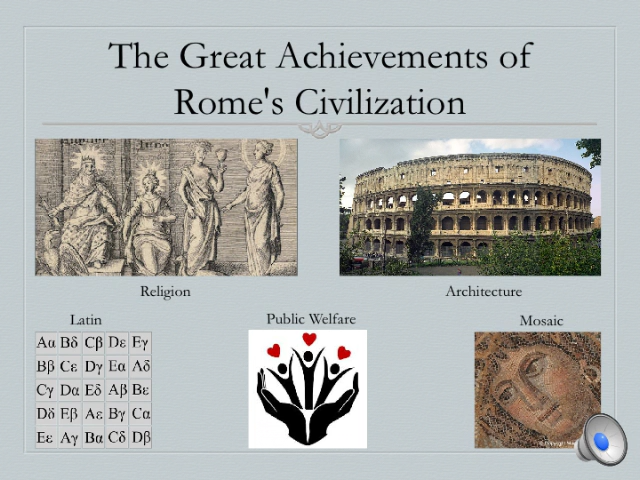 The Great Achievements of
Rome's Civilization
Religion
Architecture
Latin
Public Welfare
Mosaic
Aα Bδ Cβ Dε Eγ
Bβ Cε Dγ Eα Aδ
Cγ Dα Eδ Aβ Bε
Dδ Eβ Aε Bγ Cα
Eε Aγ Bα Cδ Dβ